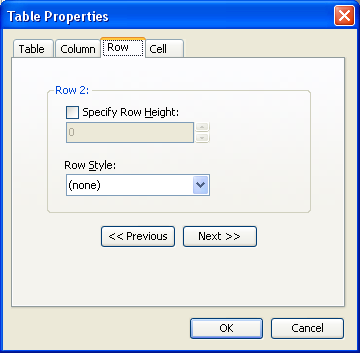 Table Properties
Table Column Row Cell
Row 2:
Specify Row Height:
0
Row Style:
(none)
<< Previous Next >>
OK Cancel